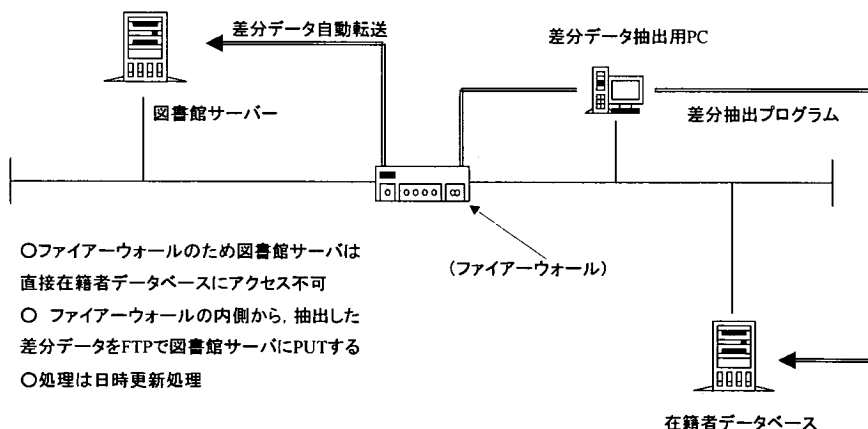 差分データ自動転送
差分データ抽出用PC
図書館サーバー
差分抽出プログラム
〇ファイアーウォールのため図書館サーバは
直接在籍者データベースにアクセス不可
〇 ファイアーウォールの内側から, 抽出した
差分データをFTPで図書館サーバにPUTする
〇処理は日時更新処理
(ファイアーウォール)
在籍者データベース